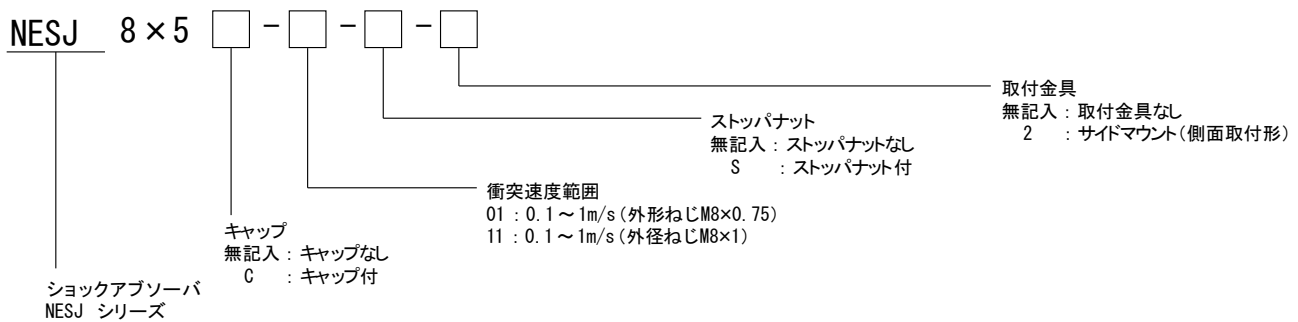 NESJ 8×5 □-□-□-□
取付金具
無記入：取付金具なし
2 ：サイドマウント（側面取付形）
ストッパナット
無記入：ストッパナットなし
S ：ストッパナット付
衝突速度範囲
01：0.1～1m/s（外形ねじM8×0.75）
11：0.1～1m/s（外径ねじM8×1）
キャップ
無記入：キャップなし
C ：キャップ付
ショックアブソーバ
NESJ シリーズ